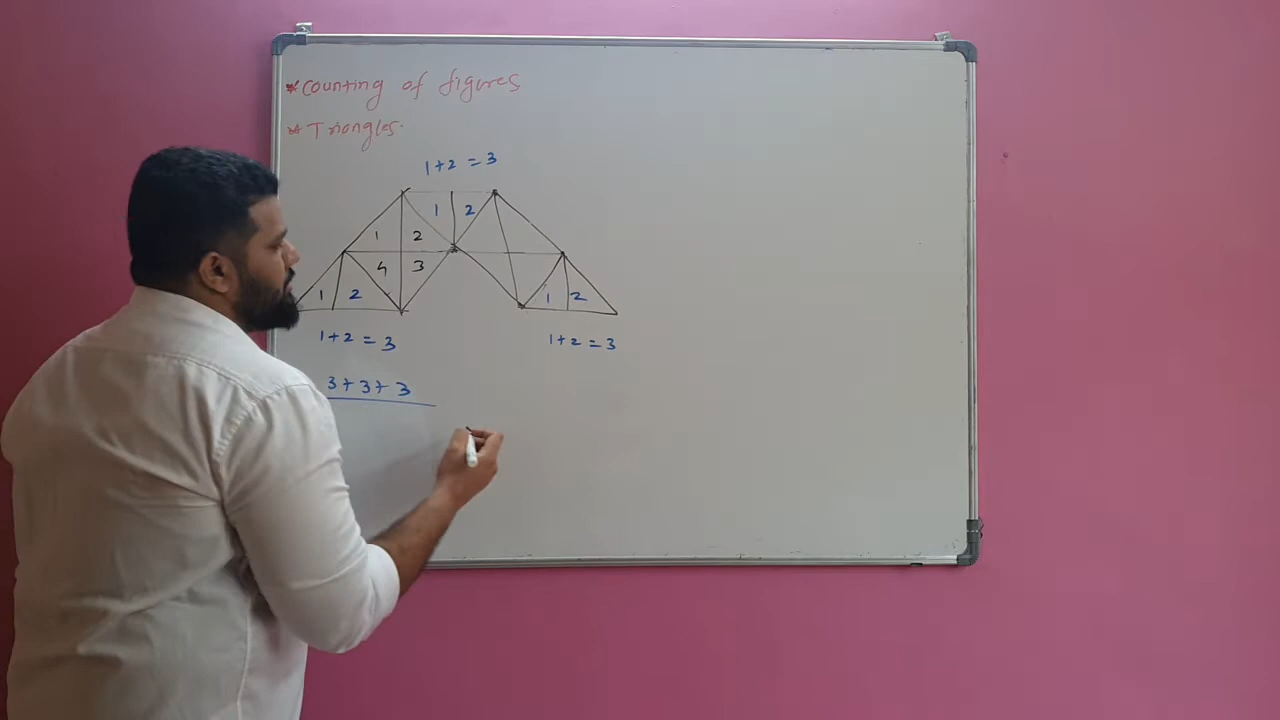 * Counting of figures
* Triangles.
1+2 = 3
1 2
1 2
4 3
1 2
1 2
1+2 = 3
1+2 = 3
3+3+3